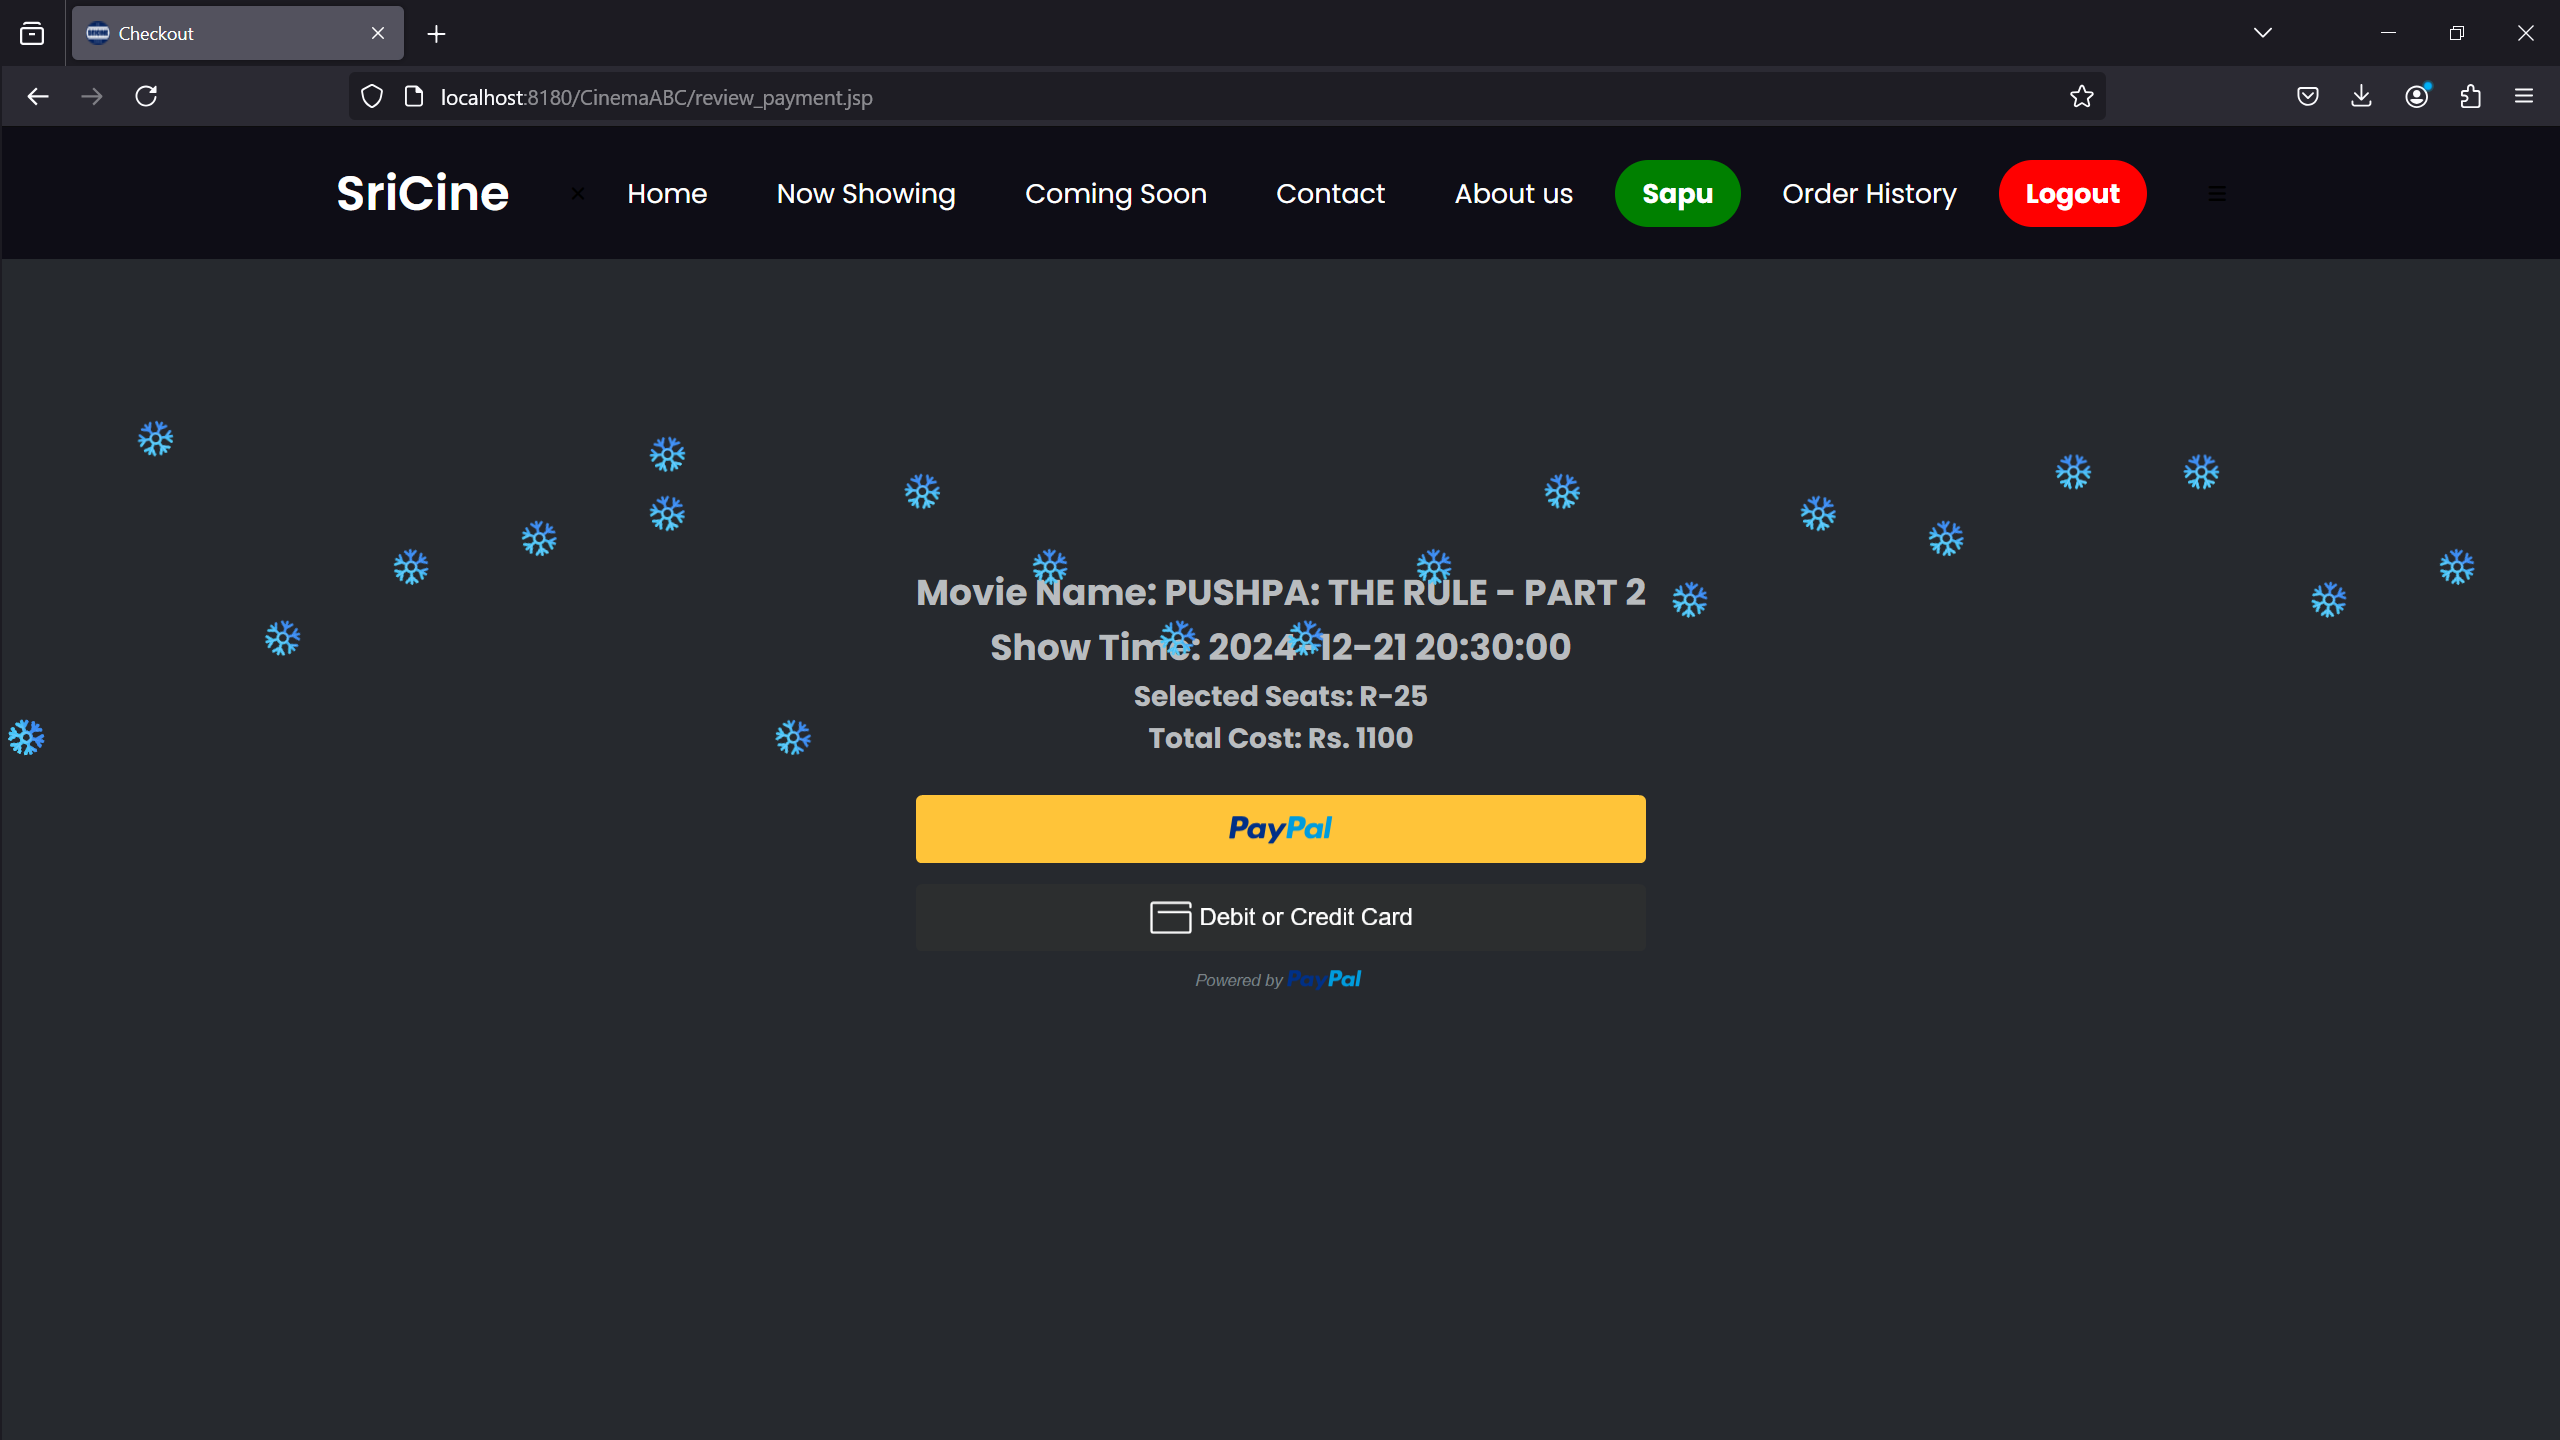 Checkout
localhost:8180/CinemaABC/review_payment.jsp
SriCine
Home
Now Showing
Coming Soon
Contact
About us
Sapu
Order History
Logout
Movie Name: PUSHPA: THE RULE - PART 2
Show Time: 2024-12-21 20:30:00
Selected Seats: R-25
Total Cost: Rs. 1100
PayPal
Debit or Credit Card
Powered by PayPal